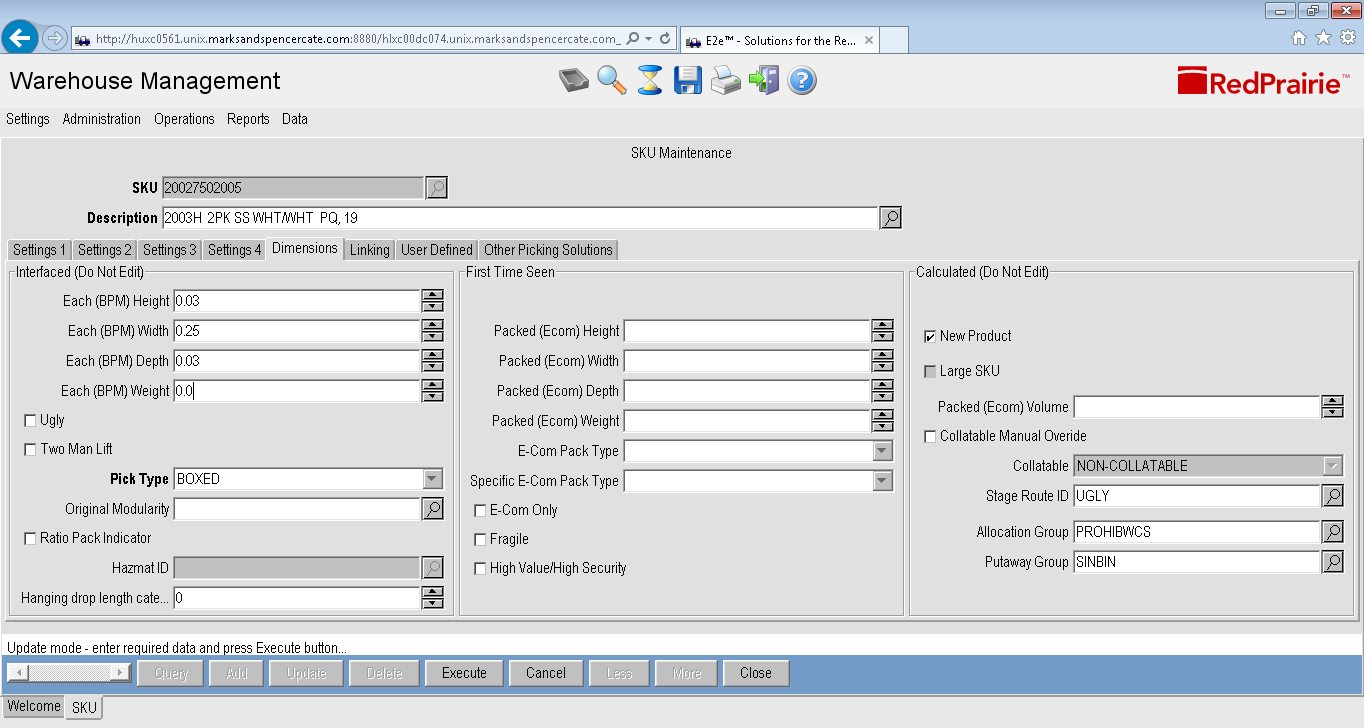 http://huxc0561.unix.marksandspencercate.com:8880/hlxc00dc074.unix.marksandspencercate.com_
E2e™ - Solutions for the Re...
Warehouse Management
RedPrairie™
Settings Administration Operations Reports Data
SKU Maintenance
SKU 20027502005
Description 2003H 2PK SS WHT/WHT PQ, 19
Settings 1 Settings 2 Settings 3 Settings 4 Dimensions Linking User Defined Other Picking Solutions
Interfaced (Do Not Edit)
Each (BPM) Height 0.03
Each (BPM) Width 0.25
Each (BPM) Depth 0.03
Each (BPM) Weight 0.0
Ugly
Two Man Lift
Pick Type BOXED
Original Modularity
Ratio Pack Indicator
Hazmat ID
Hanging drop length cate... 0
First Time Seen
Packed (Ecom) Height
Packed (Ecom) Width
Packed (Ecom) Depth
Packed (Ecom) Weight
E-Com Pack Type
Specific E-Com Pack Type
E-Com Only
Fragile
High Value/High Security
Calculated (Do Not Edit)
New Product
Large SKU
Packed (Ecom) Volume
Collatable Manual Overide
Collatable NON-COLLATABLE
Stage Route ID UGLY
Allocation Group PROHIBWCS
Putaway Group SINBIN
Update mode - enter required data and press Execute button...
Query Add Update Delete Execute Cancel Less More Close
Welcome SKU